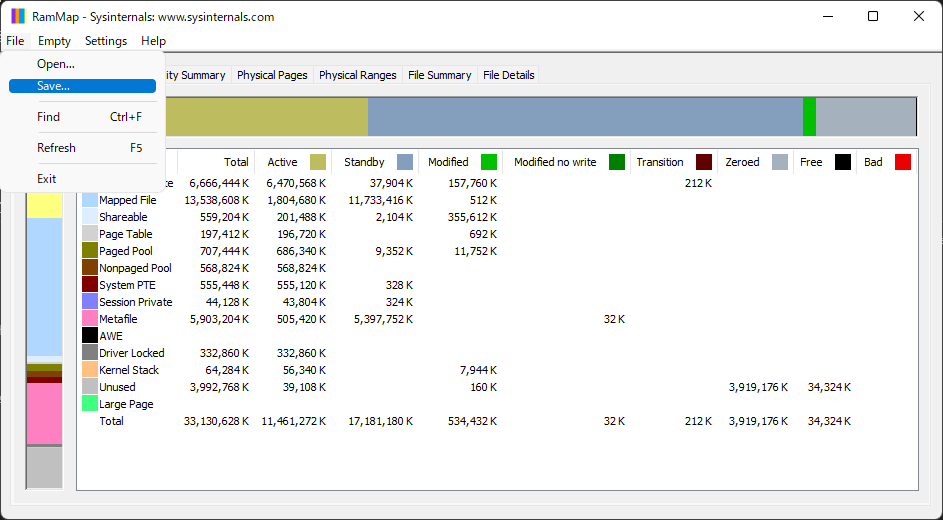 RamMap - Sysinternals: www.sysinternals.com
File Empty Settings Help
Open...
Save...
Find Ctrl+F
Refresh F5
Exit
ity Summary Physical Pages Physical Ranges File Summary File Details
Total Active Standby Modified Modified no write Transition Zeroed Free Bad
te 6,666,444 K 6,470,568 K 37,904 K 157,760 K 212 K
Mapped File 13,538,608 K 1,804,680 K 11,733,416 K 512 K
Shareable 559,204 K 201,488 K 2,104 K 355,612 K
Page Table 197,412 K 196,720 K 692 K
Paged Pool 707,444 K 686,340 K 9,352 K 11,752 K
Nonpaged Pool 568,824 K 568,824 K
System PTE 555,448 K 555,120 K 328 K
Session Private 44,128 K 43,804 K 324 K
Metafile 5,903,204 K 505,420 K 5,397,752 K 32 K
AWE
Driver Locked 332,860 K 332,860 K
Kernel Stack 64,284 K 56,340 K 7,944 K
Unused 3,992,768 K 39,108 K 160 K 3,919,176 K 34,324 K
Large Page
Total 33,130,628 K 11,461,272 K 17,181,180 K 534,432 K 32 K 212 K 3,919,176 K 34,324 K